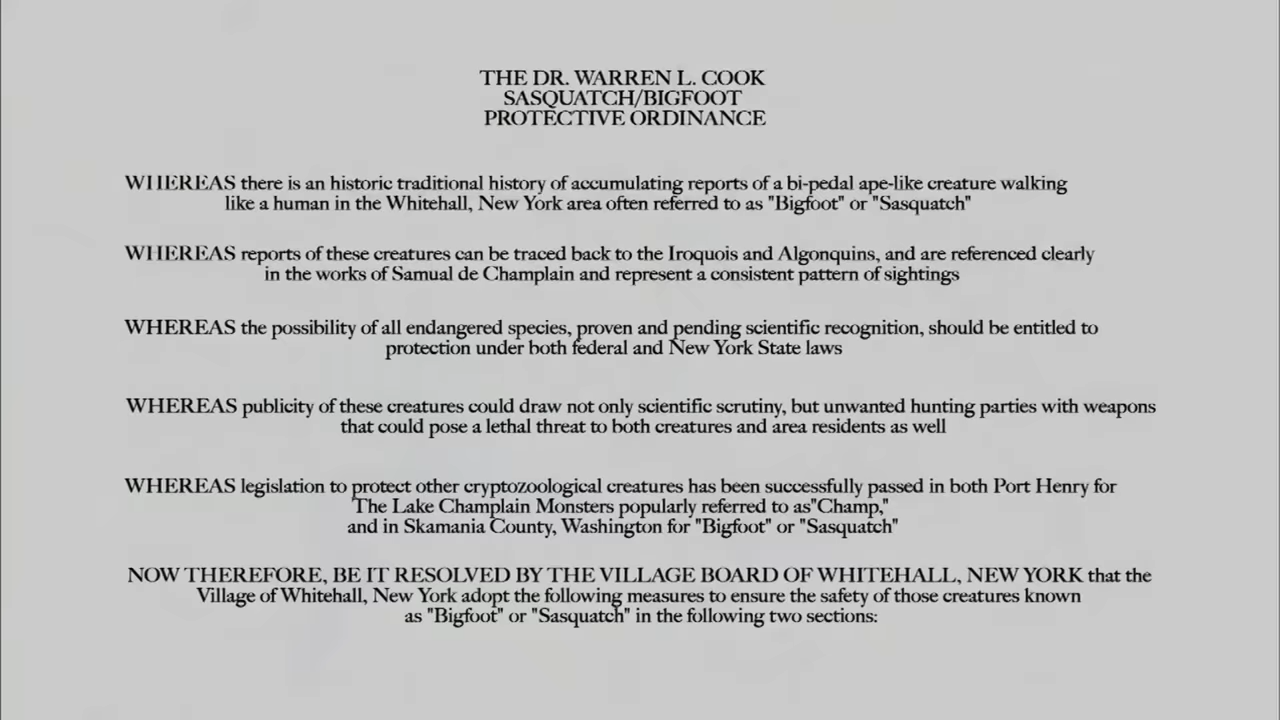 THE DR. WARREN L. COOK
SASQUATCH/BIGFOOT
PROTECTIVE ORDINANCE
WHEREAS there is an historic traditional history of accumulating reports of a bi-pedal ape-like creature walking
like a human in the Whitehall, New York area often referred to as "Bigfoot" or "Sasquatch"
WHEREAS reports of these creatures can be traced back to the Iroquois and Algonquins, and are referenced clearly
in the works of Samual de Champlain and represent a consistent pattern of sightings
WHEREAS the possibility of all endangered species, proven and pending scientific recognition, should be entitled to
protection under both federal and New York State laws
WHEREAS publicity of these creatures could draw not only scientific scrutiny, but unwanted hunting parties with weapons
that could pose a lethal threat to both creatures and area residents as well
WHEREAS legislation to protect other cryptozoological creatures has been successfully passed in both Port Henry for
The Lake Champlain Monsters popularly referred to as"Champ,"
and in Skamania County, Washington for "Bigfoot" or "Sasquatch"
NOW THEREFORE, BE IT RESOLVED BY THE VILLAGE BOARD OF WHITEHALL, NEW YORK that the
Village of Whitehall, New York adopt the following measures to ensure the safety of those creatures known
as "Bigfoot" or "Sasquatch" in the following two sections: